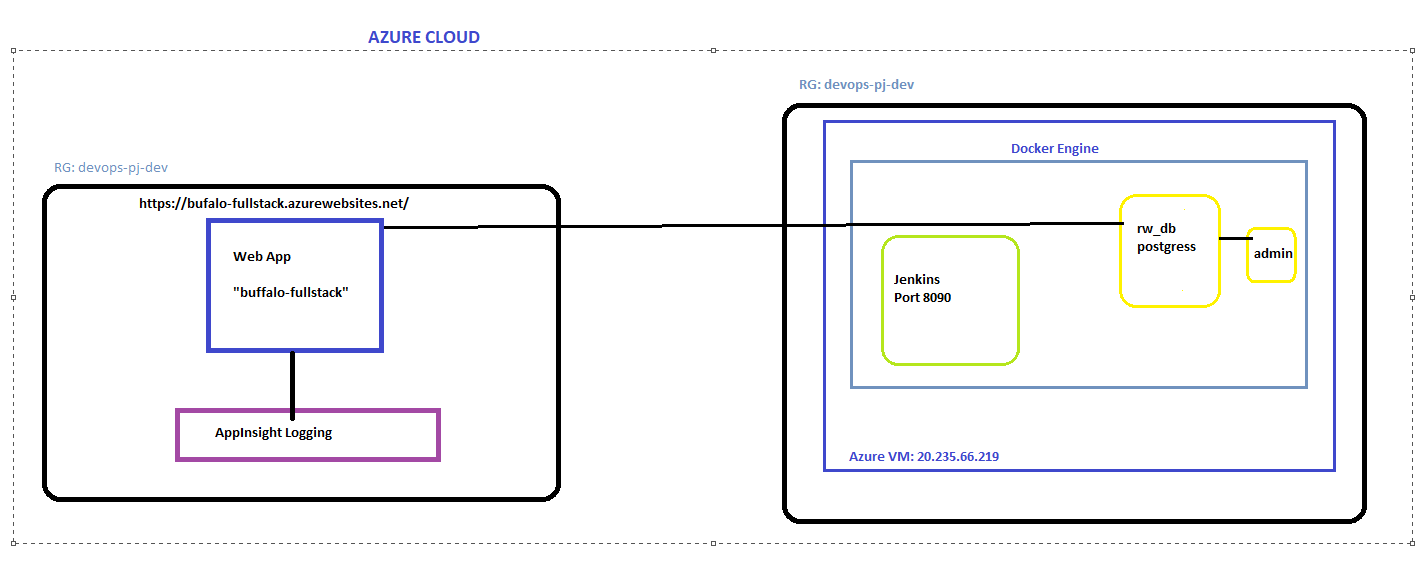 AZURE CLOUD
RG: devops-pj-dev
https://bufalo-fullstack.azurewebsites.net/
Web App
"buffalo-fullstack"
AppInsight Logging
RG: devops-pj-dev
Docker Engine
Jenkins
Port 8090
rw_db
postgress
admin
Azure VM: 20.235.66.219